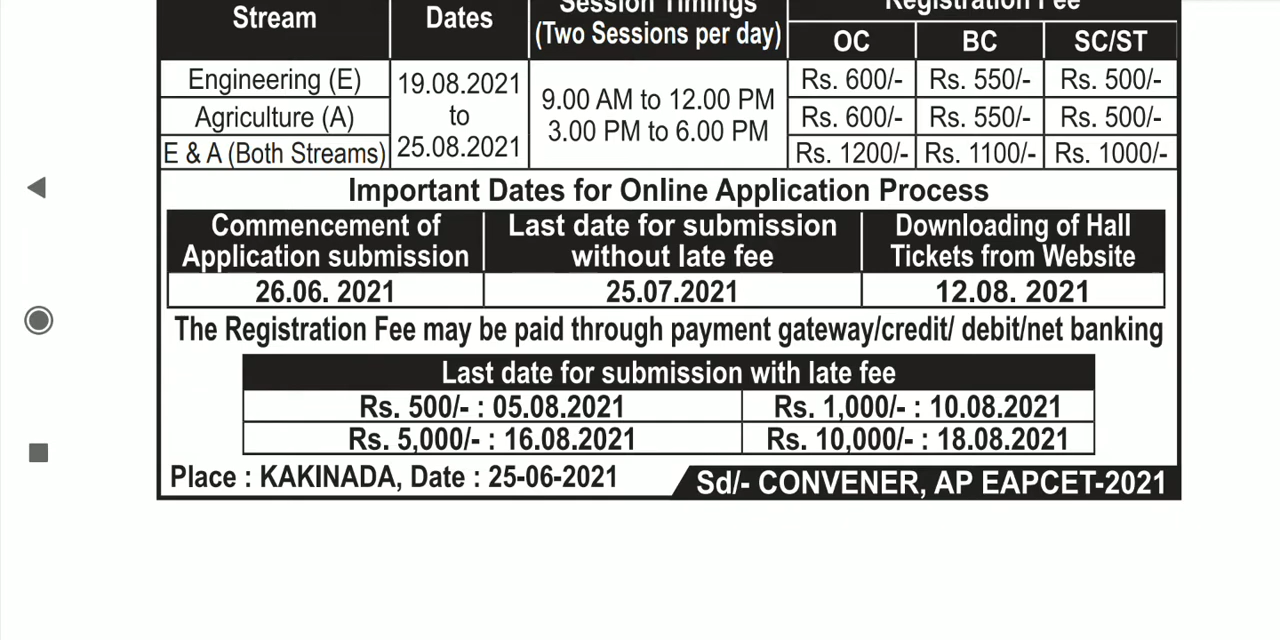 Session Timings
Registration Fee
Stream
Dates
(Two Sessions per day)
OC
BC
SC/ST
Engineering (E)
19.08.2021
to
25.08.2021
9.00 AM to 12.00 PM
3.00 PM to 6.00 PM
Rs. 600/-
Rs. 550/-
Rs. 500/-
Agriculture (A)
Rs. 600/-
Rs. 550/-
Rs. 500/-
E & A (Both Streams)
Rs. 1200/-
Rs. 1100/-
Rs. 1000/-
Important Dates for Online Application Process
Commencement of
Application submission
Last date for submission
without late fee
Downloading of Hall
Tickets from Website
26.06. 2021
25.07.2021
12.08. 2021
The Registration Fee may be paid through payment gateway/credit/ debit/net banking
Last date for submission with late fee
Rs. 500/- : 05.08.2021
Rs. 1,000/- : 10.08.2021
Rs. 5,000/- : 16.08.2021
Rs. 10,000/- : 18.08.2021
Place : KAKINADA, Date : 25-06-2021
Sd/- CONVENER, AP EAPCET-2021